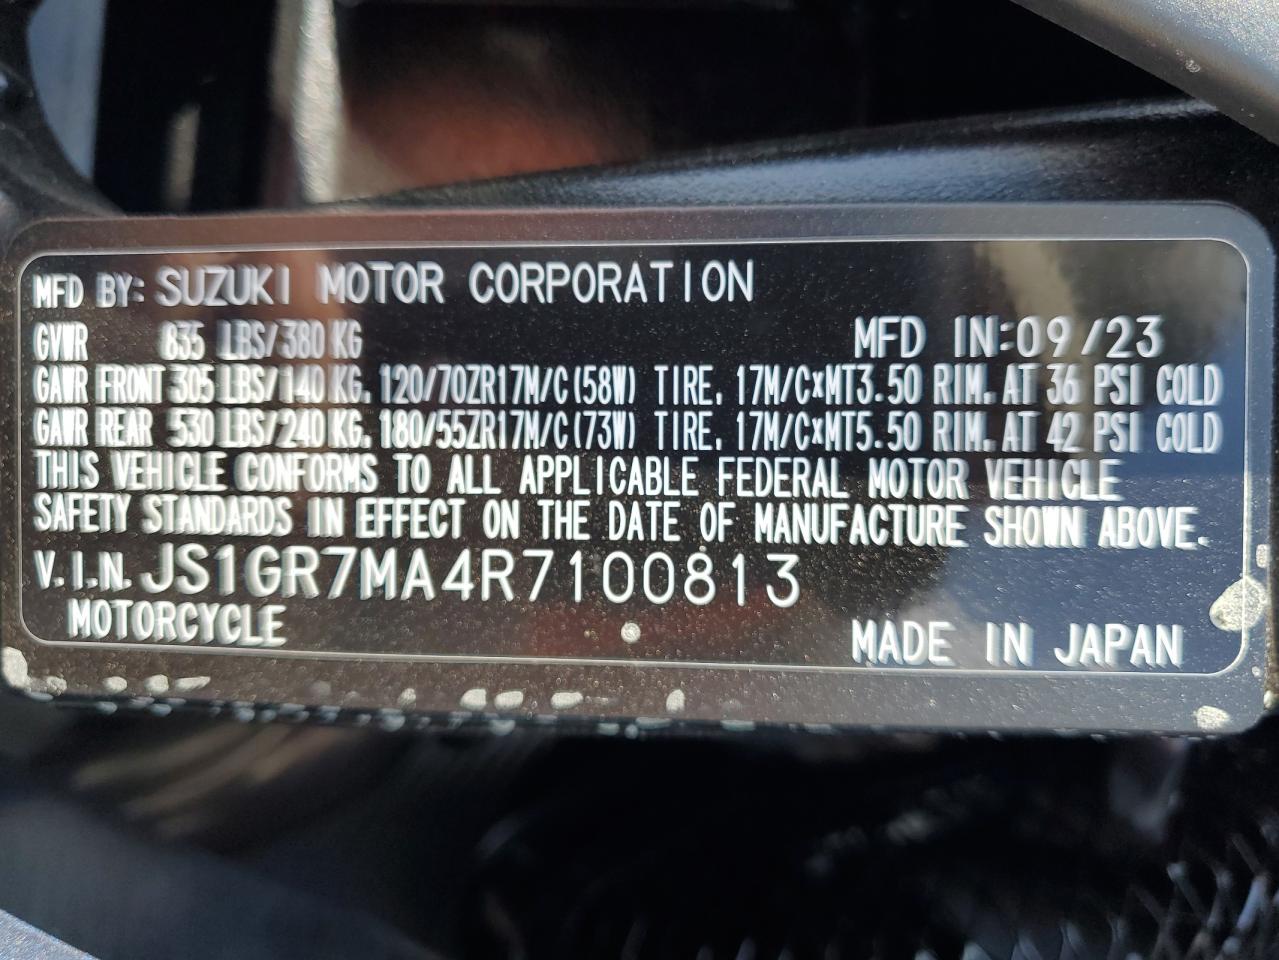 MFD BY: SUZUKI MOTOR CORPORATION
GVWR 835 LBS/380 KG MFD IN:09/23
GAWR FRONT 305 LBS/140 KG. 120/70ZR17M/C(58W) TIRE. 17M/C×MT3.50 RIM. AT 36 PSI COLD
GAWR REAR 530 LBS/240 KG. 180/55ZR17M/C(73W) TIRE. 17M/C×MT5.50 RIM. AT 42 PSI COLD
THIS VEHICLE CONFORMS TO ALL APPLICABLE FEDERAL MOTOR VEHICLE
SAFETY STANDARDS IN EFFECT ON THE DATE OF MANUFACTURE SHOWN ABOVE.
V.I.N. JS1GR7MA4R7100813
MOTORCYCLE MADE IN JAPAN